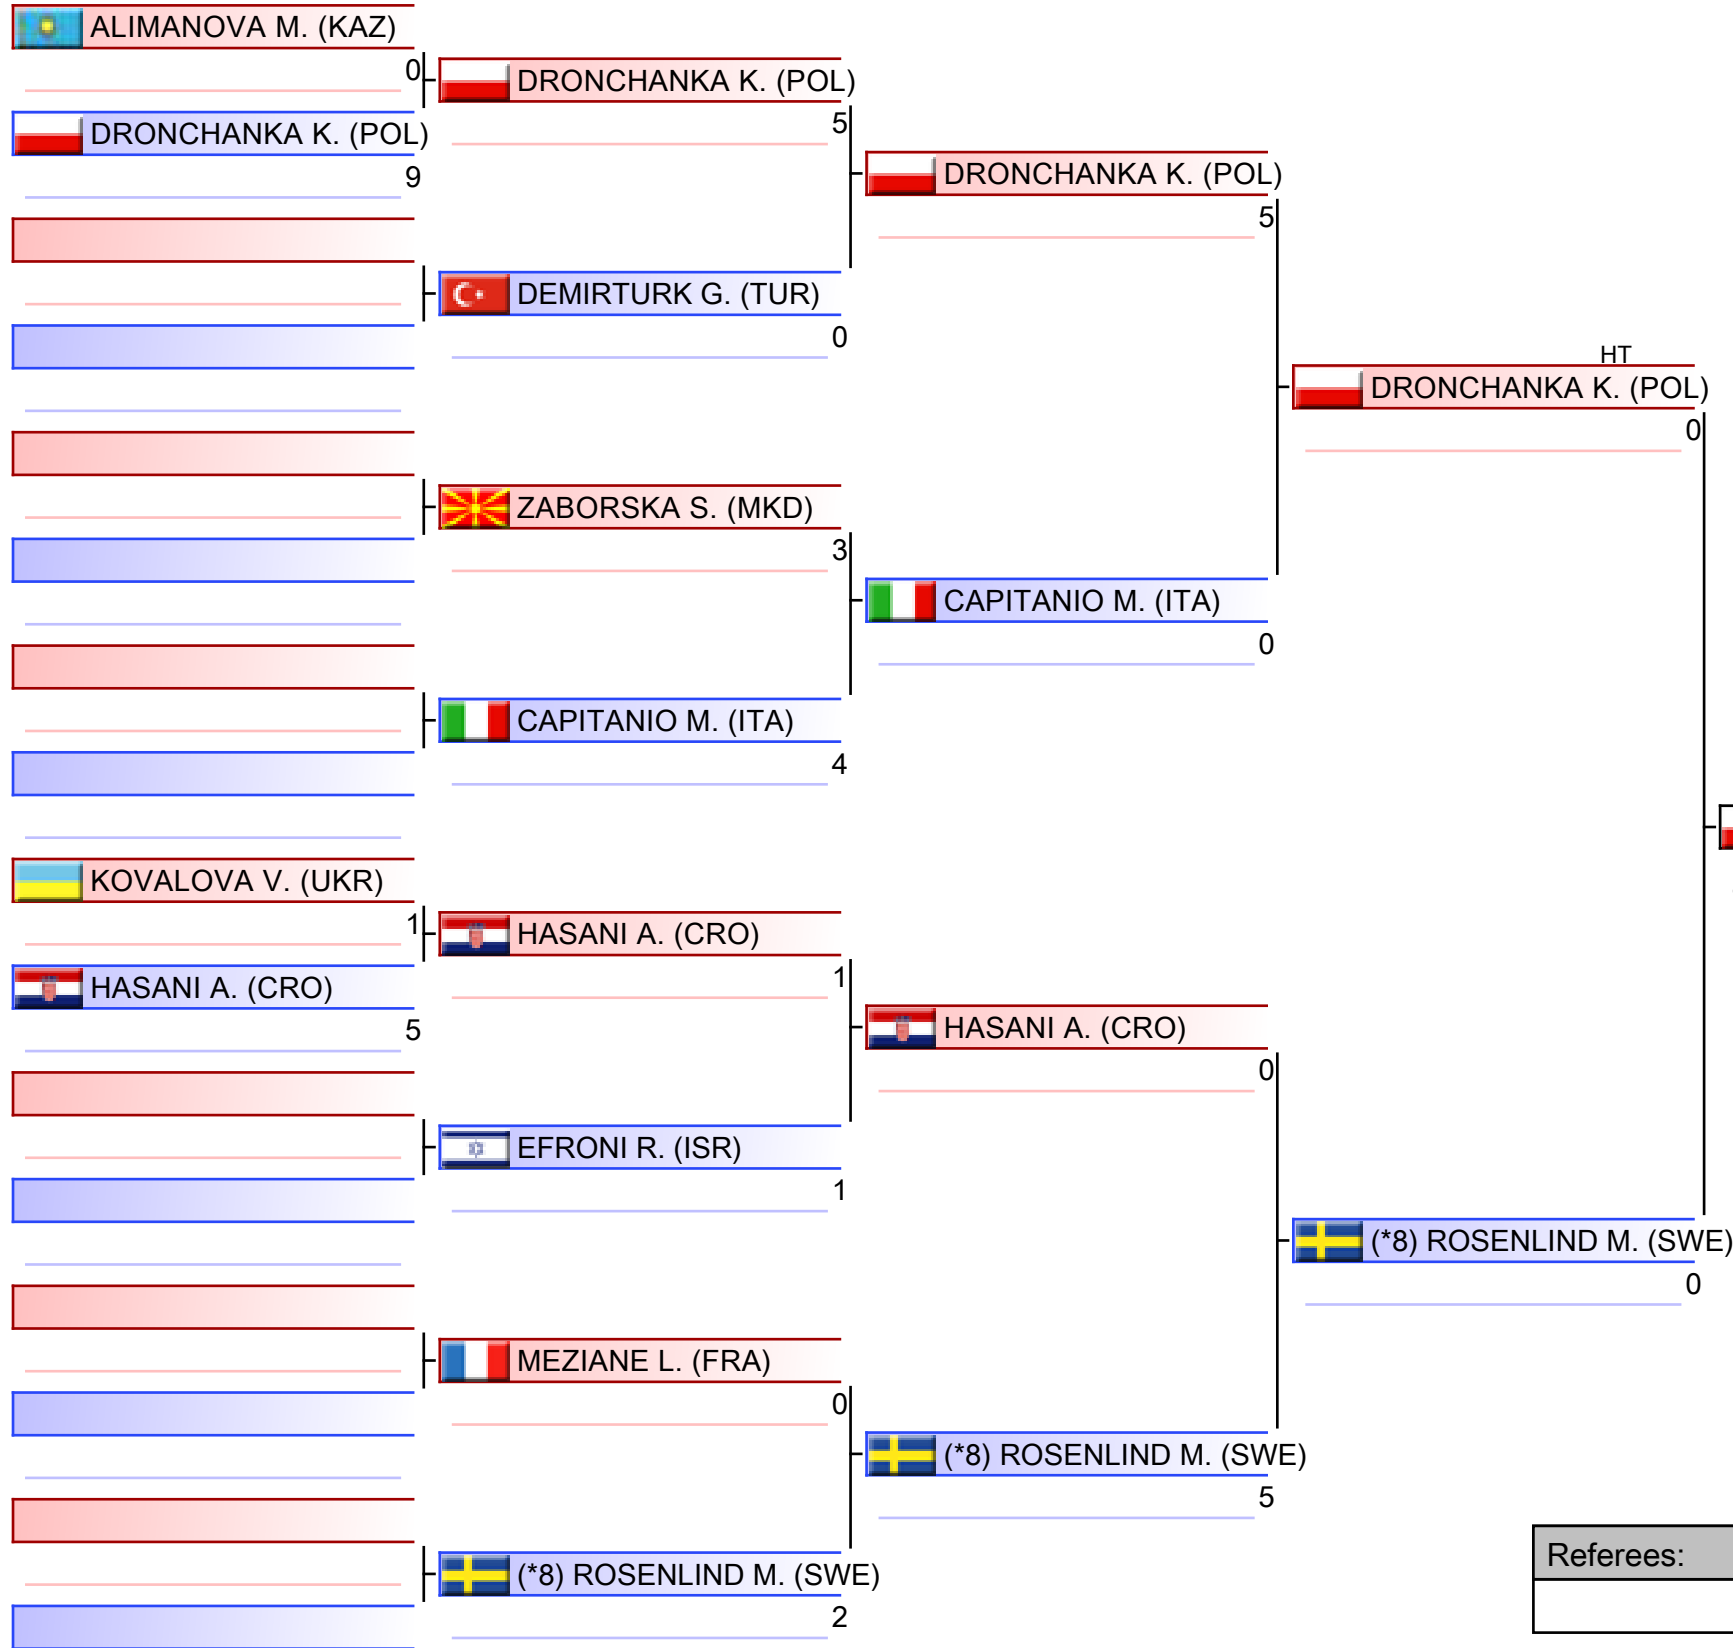 ALIMANOVA M. (KAZ)
0
DRONCHANKA K. (POL)
9
KOVALOVA V. (UKR)
1
HASANI A. (CRO)
5
DRONCHANKA K. (POL)
5
DEMIRTURK G. (TUR)
0
ZABORSKA S. (MKD)
3
CAPITANIO M. (ITA)
4
HASANI A. (CRO)
1
EFRONI R. (ISR)
1
MEZIANE L. (FRA)
0
(*8) ROSENLIND M. (SWE)
2
DRONCHANKA K. (POL)
5
CAPITANIO M. (ITA)
0
HASANI A. (CRO)
0
(*8) ROSENLIND M. (SWE)
5
HT
DRONCHANKA K. (POL)
0
(*8) ROSENLIND M. (SWE)
0
Referees: